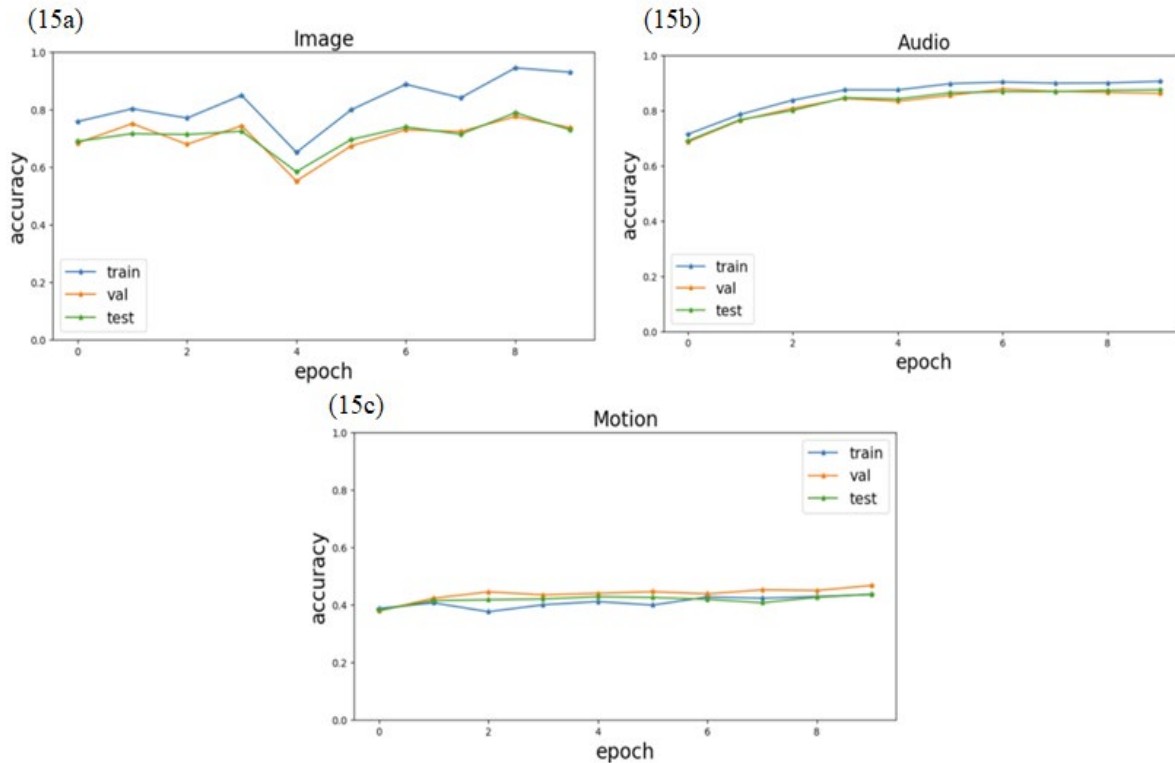 (15a)
Image
1.0
0.8
0.6
0.4
0.2
0.0
accuracy
train
val
test
0 2 4 6 8
epoch
(15b)
Audio
1.0
0.8
0.6
0.4
0.2
0.0
accuracy
train
val
test
0 2 4 6 8
epoch
(15c)
Motion
1.0
0.8
0.6
0.4
0.2
0.0
accuracy
train
val
test
0 2 4 6 8
epoch